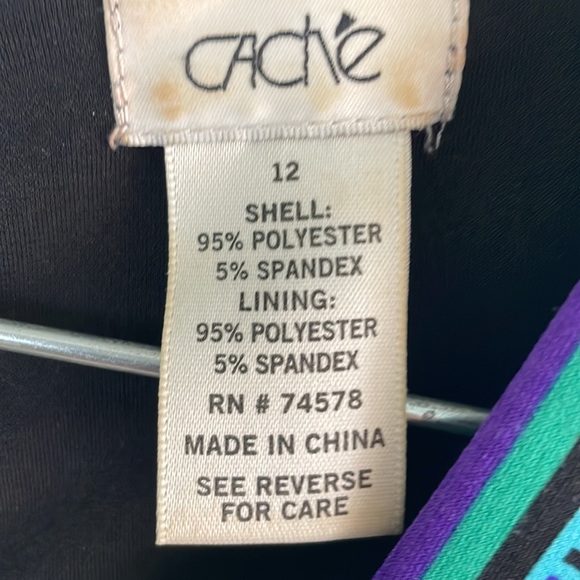 CAChé
12
SHELL:
95% POLYESTER
5% SPANDEX
LINING:
95% POLYESTER
5% SPANDEX
RN # 74578
MADE IN CHINA
SEE REVERSE
FOR CARE